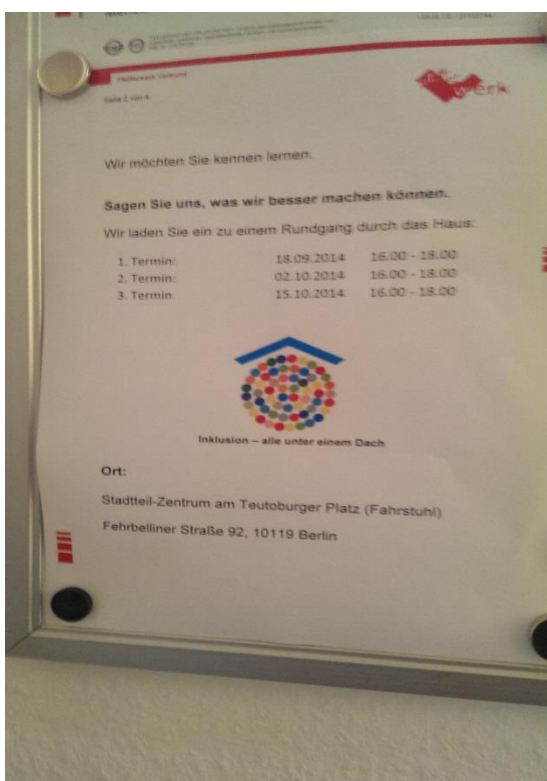 Pfefferwerk Verbund
Seite 2 von 4
werk
Wir möchten Sie kennen lernen.
Sagen Sie uns, was wir besser machen können.
Wir laden Sie ein zu einem Rundgang durch das Haus:
1. Termin: 18.09.2014 16.00 - 18.00
2. Termin: 02.10.2014 16.00 - 18.00
3. Termin 15.10.2014 16.00 - 18.00
Inklusion – alle unter einem Dach
Ort:
Stadtteil-Zentrum am Teutoburger Platz (Fahrstuhl)
Fehrbelliner Straße 92, 10119 Berlin